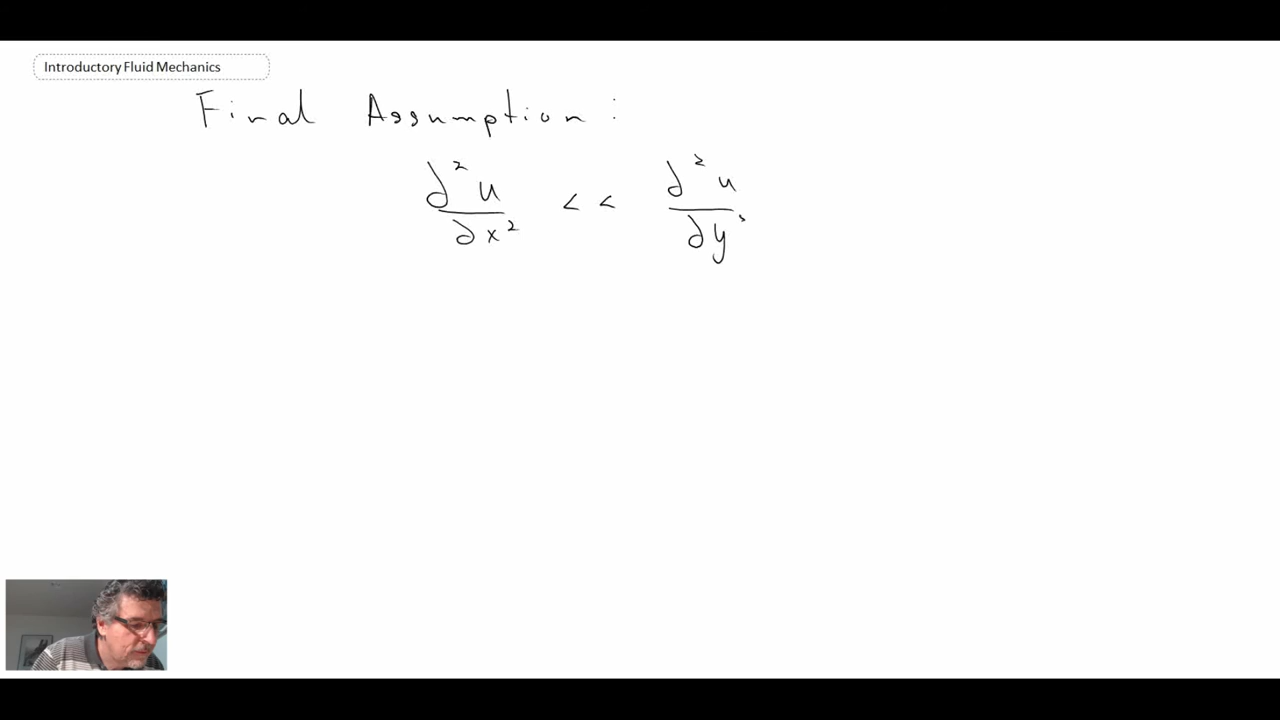 Introductory Fluid Mechanics
Final Assumption:
∂²u/∂x² << ∂²u/∂y²